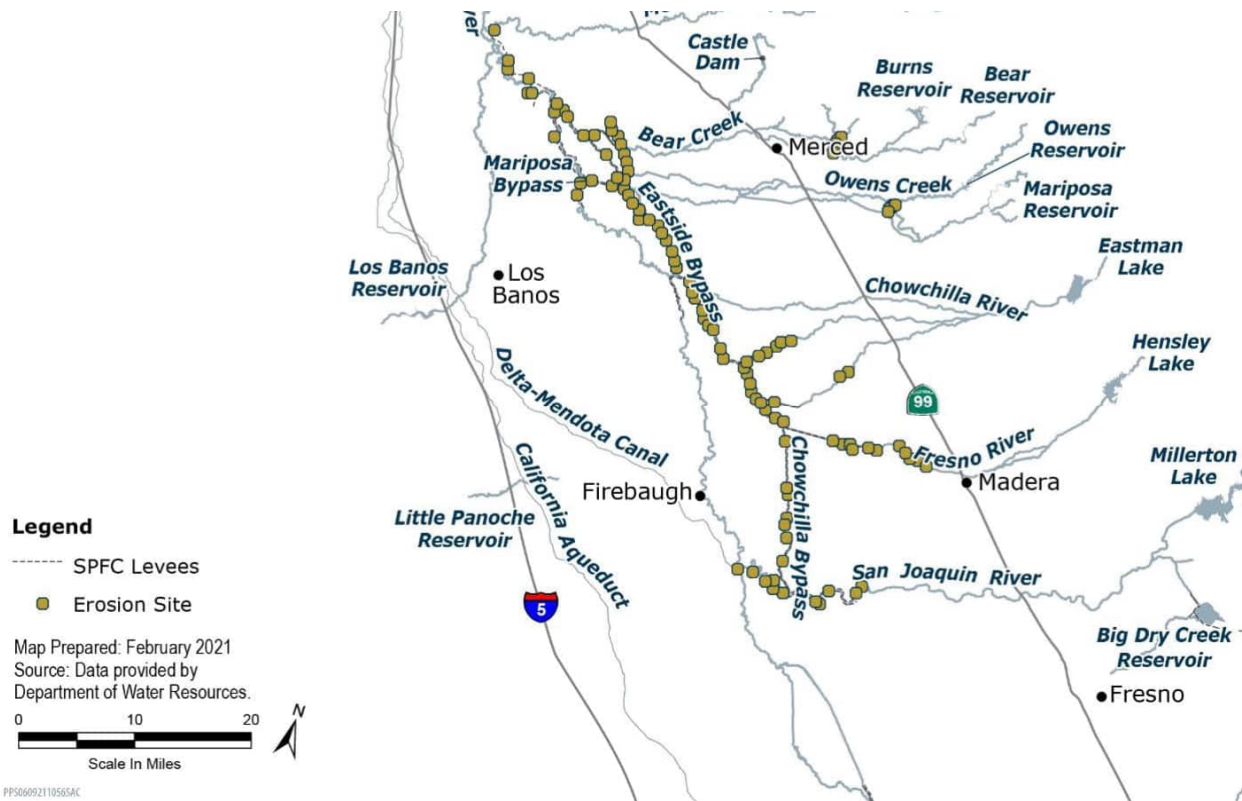 ver
Castle
Dam
Burns
Reservoir
Bear
Reservoir
Owens
Reservoir
Bear Creek
Merced
Mariposa
Bypass
Owens Creek
Mariposa
Reservoir
Eastside Bypass
Eastman
Lake
Los Banos
Reservoir
Los
Banos
Chowchilla River
Hensley
Lake
Delta-Mendota Canal
99
Fresno River
Millerton
Lake
California Aqueduct
Firebaugh
Chowchilla Bypass
Madera
Little Panoche
Reservoir
San Joaquin River
5
Big Dry Creek
Reservoir
Fresno
Legend
SPFC Levees
Erosion Site
Map Prepared: February 2021
Source: Data provided by
Department of Water Resources.
0 10 20
Scale In Miles
N
PPS0609211056SAC